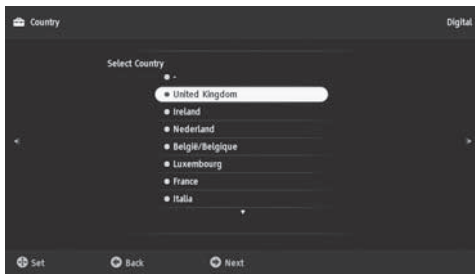 Country
Digital
Select Country
-
United Kingdom
Ireland
Nederland
België/Belgique
Luxembourg
France
Italia
Set
Back
Next